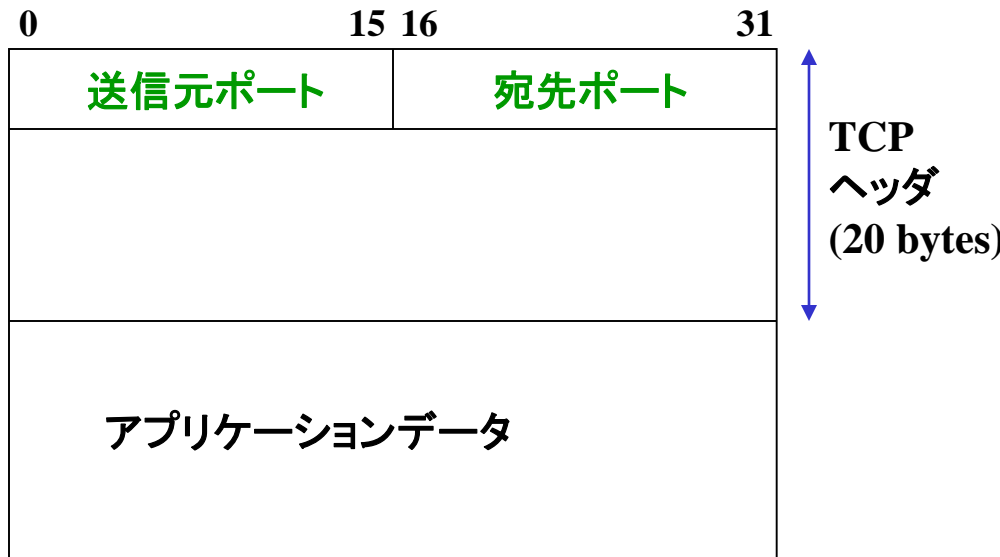 0 15 16 31
送信元ポート 宛先ポート
TCP
ヘッダ
(20 bytes)
アプリケーションデータ